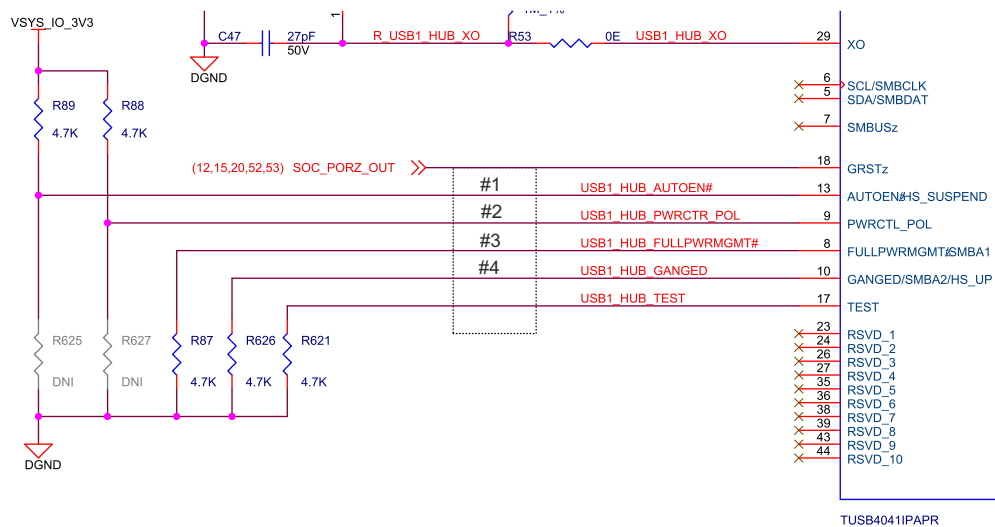 VSYS_IO_3V3
1
1M_1%
C47
27pF
50V
R_USB1_HUB_XO
R53
0E
USB1_HUB_XO
29
XO
DGND
R89
4.7K
R88
4.7K
6
SCL/SMBCLK
5
SDA/SMBDAT
7
SMBUSz
(12,15,20,52,53) SOC_PORZ_OUT
18
GRSTz
#1
USB1_HUB_AUTOEN#
13
AUTOEN#/HS_SUSPEND
#2
USB1_HUB_PWRCTR_POL
9
PWRCTL_POL
#3
USB1_HUB_FULLPWRMGMT#
8
FULLPWRMGMT#/SMBA1
#4
USB1_HUB_GANGED
10
GANGED/SMBA2/HS_UP
USB1_HUB_TEST
17
TEST
R625
DNI
R627
DNI
R87
4.7K
R626
4.7K
R621
4.7K
23
RSVD_1
24
RSVD_2
26
RSVD_3
27
RSVD_4
35
RSVD_5
36
RSVD_6
38
RSVD_7
39
RSVD_8
43
RSVD_9
44
RSVD_10
DGND
TUSB4041IPAPR